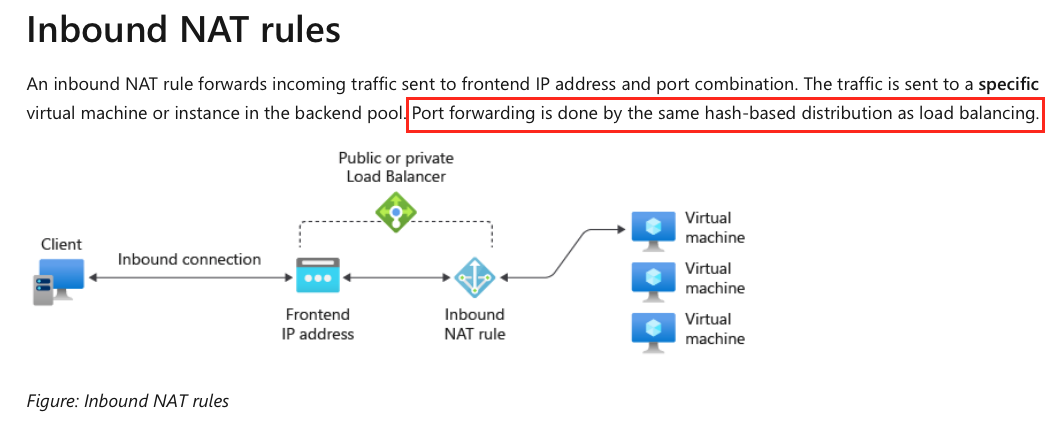 Inbound NAT rules
An inbound NAT rule forwards incoming traffic sent to frontend IP address and port combination. The traffic is sent to a specific
virtual machine or instance in the backend pool. Port forwarding is done by the same hash-based distribution as load balancing.
Public or private
Load Balancer
Client
Inbound connection
Frontend
IP address
Inbound
NAT rule
Virtual
machine
Virtual
machine
Virtual
machine
Figure: Inbound NAT rules